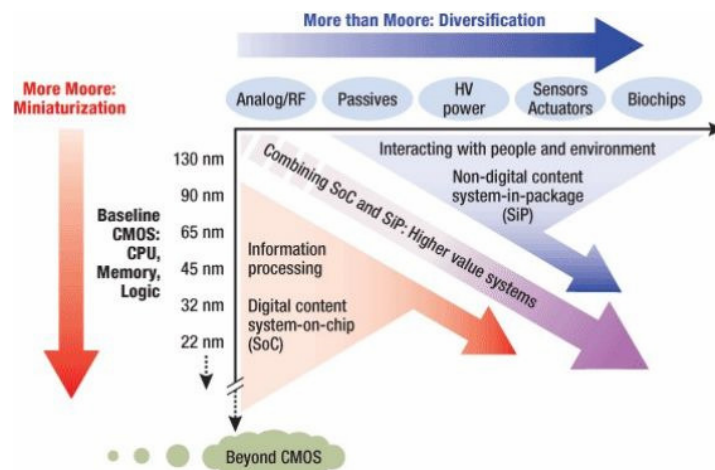 More than Moore: Diversification
More Moore:
Miniaturization
Analog/RF
Passives
HV
power
Sensors
Actuators
Biochips
130 nm
90 nm
65 nm
45 nm
32 nm
22 nm
Baseline
CMOS:
CPU,
Memory,
Logic
Interacting with people and environment
Non-digital content
system-in-package
(SiP)
Combining SoC and SiP: Higher value systems
Information
processing
Digital content
system-on-chip
(SoC)
Beyond CMOS